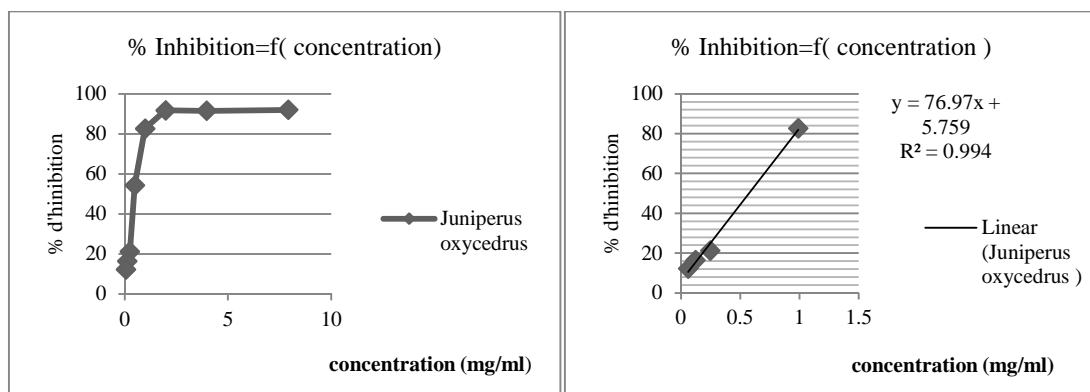 % Inhibition=f( concentration)
100
80
60
40
20
0
% d'hinibition
0
5
10
concentration (mg/ml)
Juniperus
oxycedrus
% Inhibition=f( concentration )
100
80
60
40
20
0
% d'hinibition
0
0.5
1
1.5
concentration (mg/ml)
y = 76.97x +
5.759
R² = 0.994
Linear
(Juniperus
oxycedrus )